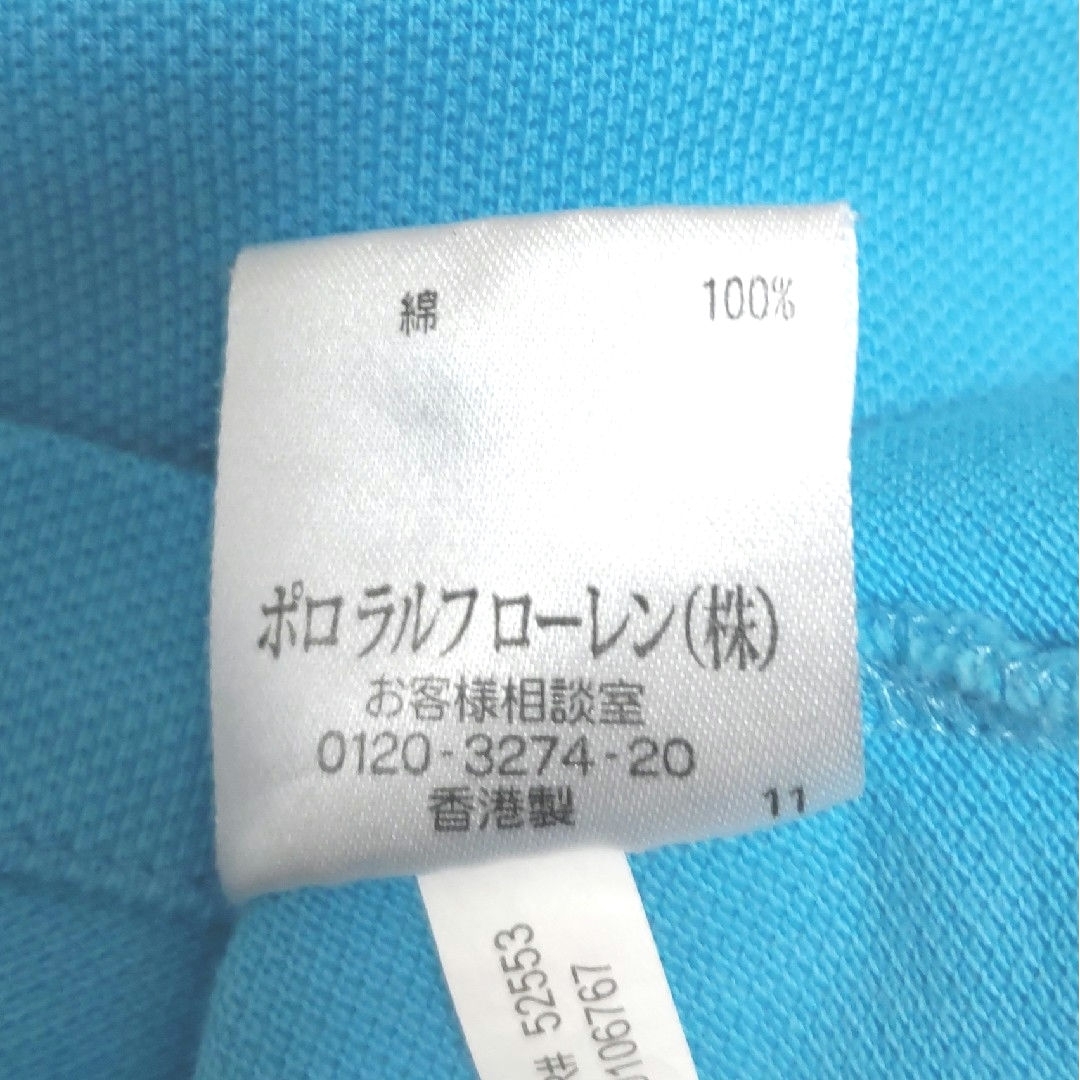 綿 100%
ポロ ラルフ ローレン(株)
お客様相談室
0120-3274-20
香港製 11
52553
106767